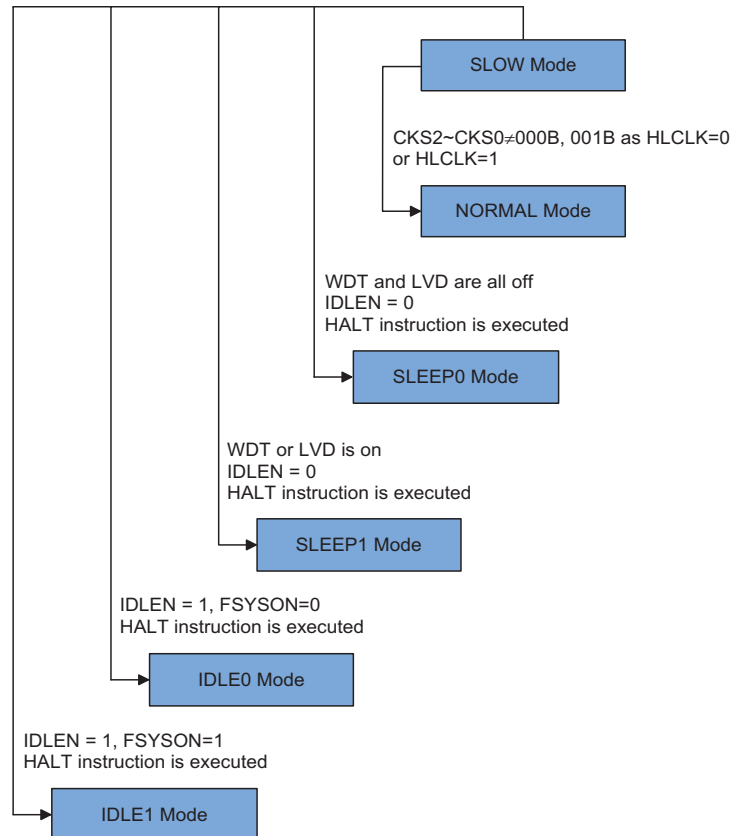 SLOW Mode
CKS2~CKS0≠000B, 001B as HLCLK=0
or HLCLK=1
NORMAL Mode
WDT and LVD are all off
IDLEN = 0
HALT instruction is executed
SLEEP0 Mode
WDT or LVD is on
IDLEN = 0
HALT instruction is executed
SLEEP1 Mode
IDLEN = 1, FSYSON=0
HALT instruction is executed
IDLE0 Mode
IDLEN = 1, FSYSON=1
HALT instruction is executed
IDLE1 Mode